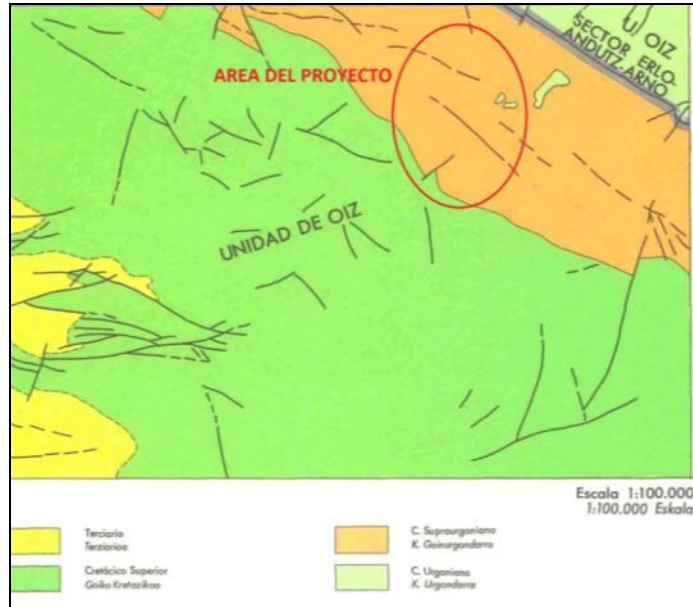 U. OIZ
SECTOR ERLO-
ANDUTZ-ARNO
AREA DEL PROYECTO
UNIDAD DE OIZ
Escala 1:100.000
1:100.000 Eskala
Terciario
Terziarioa
C. Supraurgoniano
K. Gainurgondarra
Cretácico Superior
Goiko Kretazikoa
C. Urgoniano
K. Urgondarra